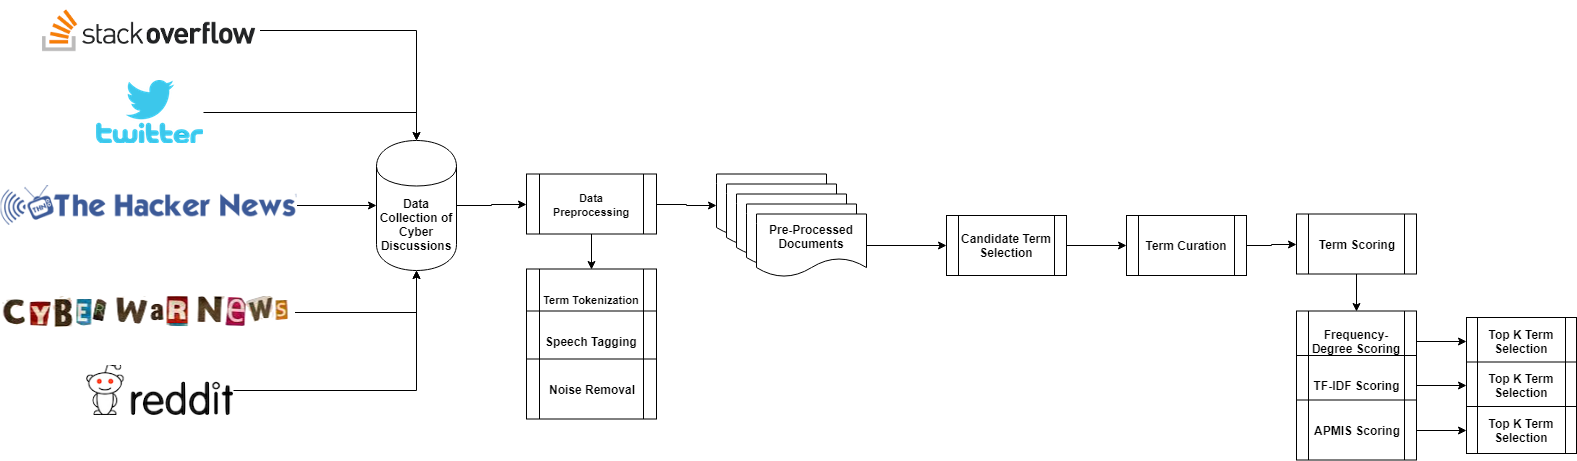 stackoverflow
twitter
THNS
The Hacker News
CYBER WAR NEWS
reddit
Data
Collection of
Cyber
Discussions
Data
Preprocessing
Term Tokenization
Speech Tagging
Noise Removal
Pre-Processed
Documents
Candidate Term
Selection
Term Curation
Term Scoring
Frequency-
Degree Scoring
TF-IDF Scoring
APMIS Scoring
Top K Term
Selection
Top K Term
Selection
Top K Term
Selection